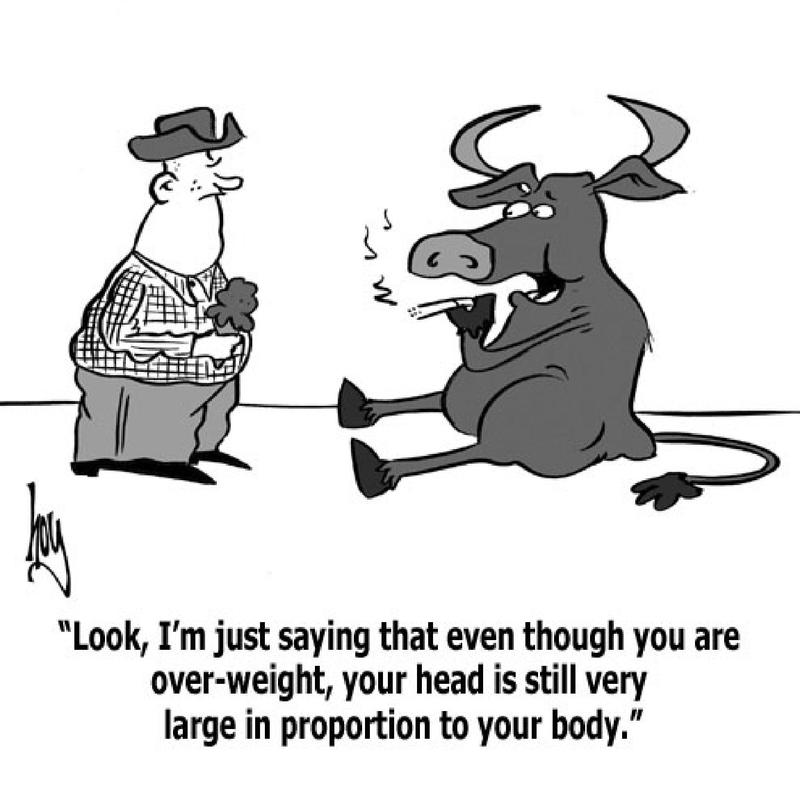 hoy
“Look, I’m just saying that even though you are
over-weight, your head is still very
large in proportion to your body.”